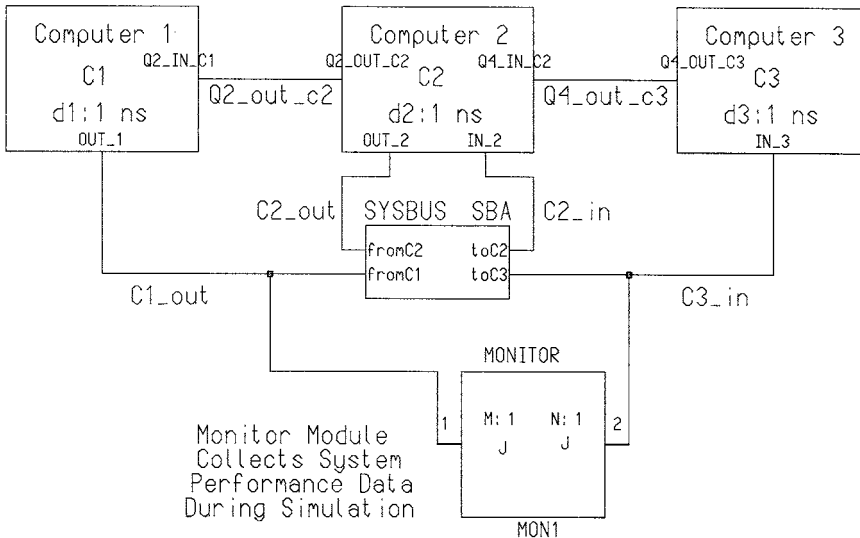 Computer 1
Q2_IN_C1
C1
d1:1 ns
OUT_1
Q2_out_c2
Computer 2
Q2_OUT_C2
Q4_IN_C2
C2
d2:1 ns
OUT_2
IN_2
Q4_out_c3
Computer 3
Q4_OUT_C3
C3
d3:1 ns
IN_3
C2_out
SYSBUS
SBA
C2_in
fromC2
toC2
fromC1
toC3
C1_out
C3_in
MONITOR
1
M: 1
N: 1
2
J
J
Monitor Module
Collects System
Performance Data
During Simulation
MON1